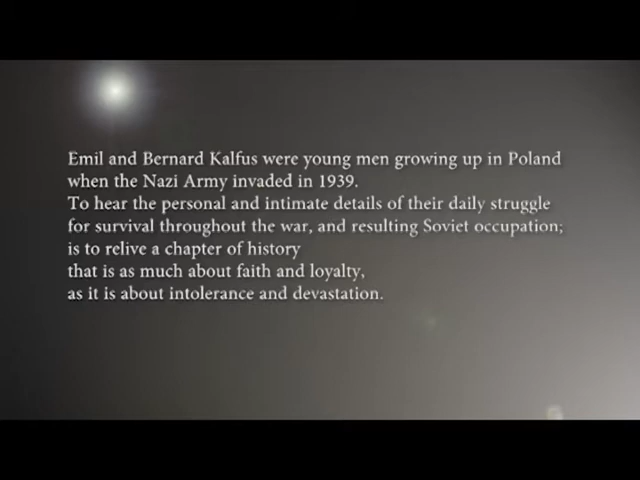 Emil and Bernard Kalfus were young men growing up in Poland
when the Nazi Army invaded in 1939.
To hear the personal and intimate details of their daily struggle
for survival throughout the war, and resulting Soviet occupation;
is to relive a chapter of history
that is as much about faith and loyalty,
as it is about intolerance and devastation.